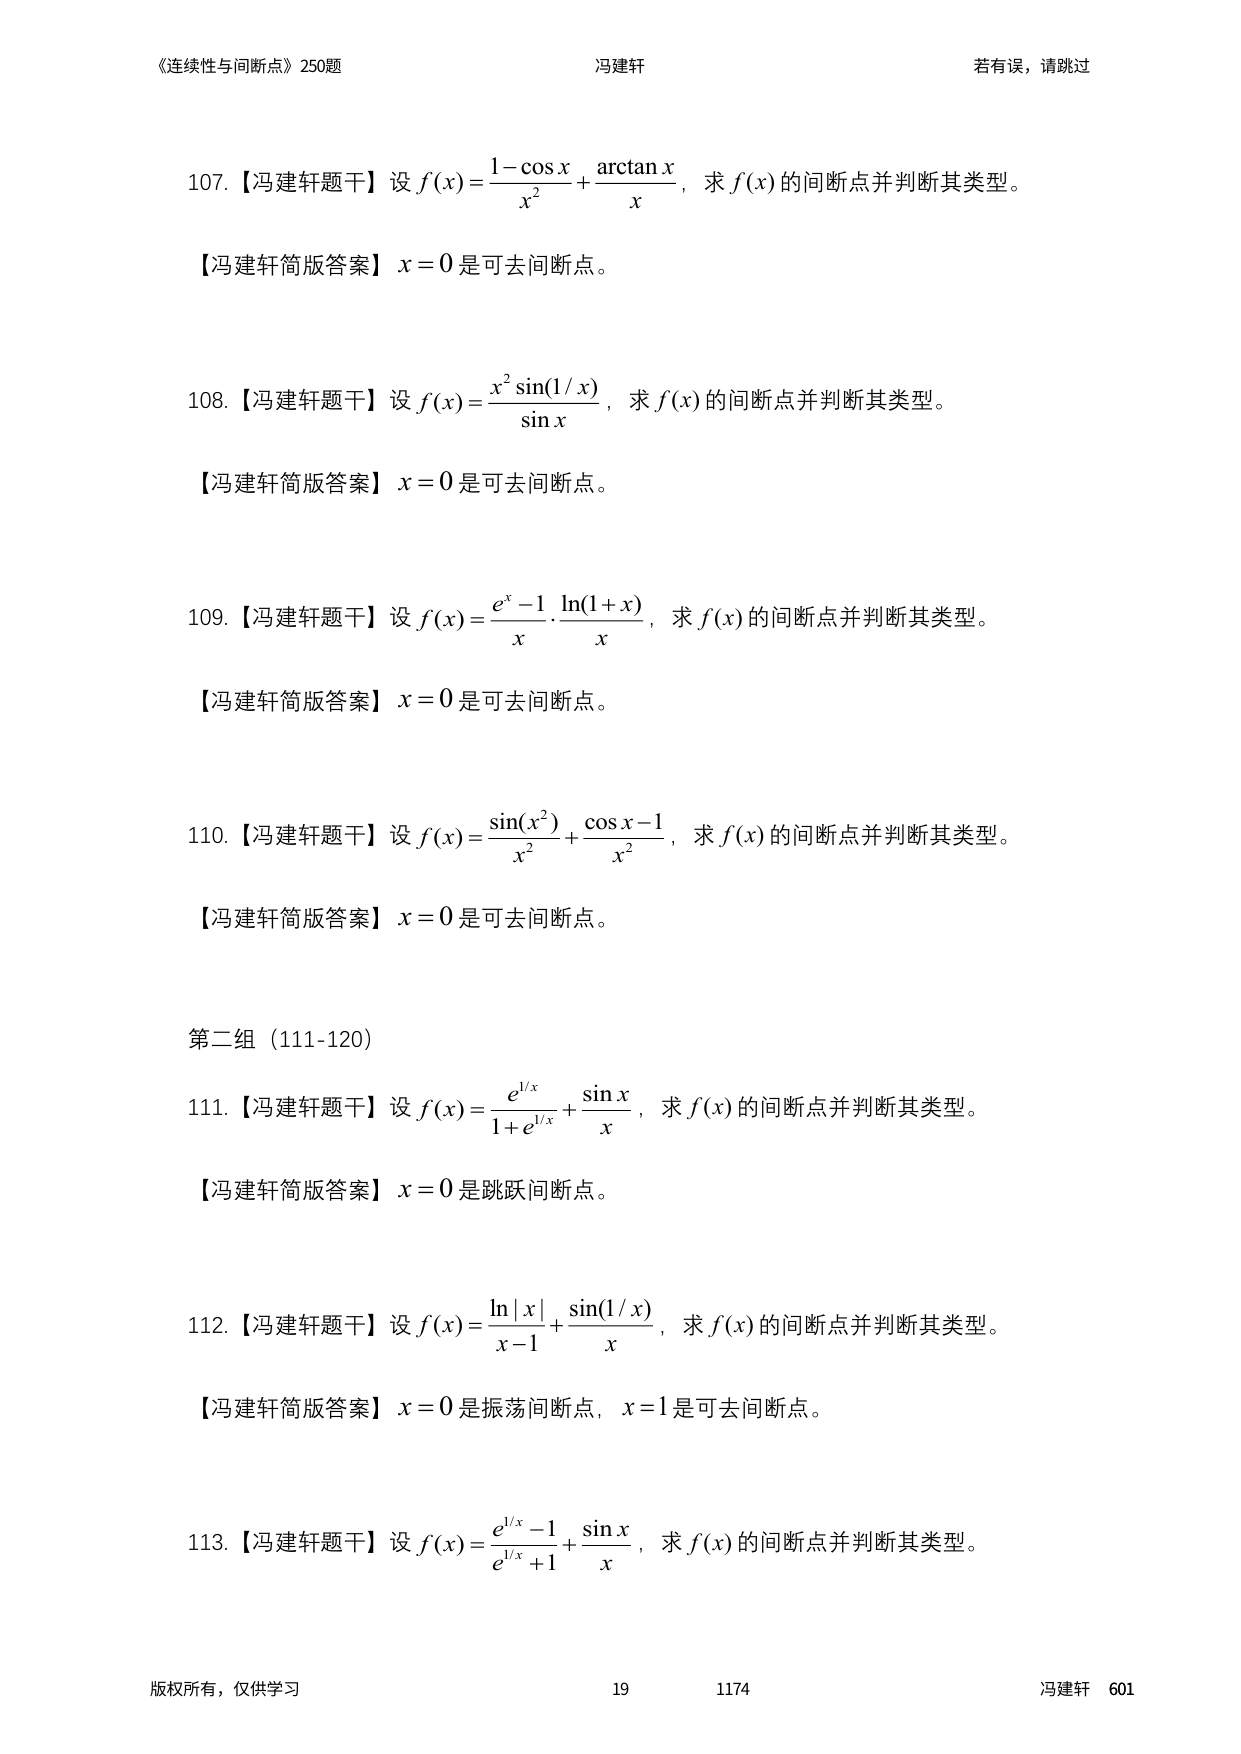 《连续性与间断点》250题 冯建轩 若有误，请跳过
107.【冯建轩题干】设 f(x) = (1−cos x)/x² + (arctan x)/x，求 f(x) 的间断点并判断其类型。
【冯建轩简版答案】 x = 0 是可去间断点。
108.【冯建轩题干】设 f(x) = (x² sin(1/x))/(sin x)，求 f(x) 的间断点并判断其类型。
【冯建轩简版答案】 x = 0 是可去间断点。
109.【冯建轩题干】设 f(x) = (eˣ −1)/x · (ln(1+x))/x，求 f(x) 的间断点并判断其类型。
【冯建轩简版答案】 x = 0 是可去间断点。
110.【冯建轩题干】设 f(x) = (sin(x²))/x² + (cos x −1)/x²，求 f(x) 的间断点并判断其类型。
【冯建轩简版答案】 x = 0 是可去间断点。
第二组（111-120）
111.【冯建轩题干】设 f(x) = e^(1/x)/(1+e^(1/x)) + (sin x)/x，求 f(x) 的间断点并判断其类型。
【冯建轩简版答案】 x = 0 是跳跃间断点。
112.【冯建轩题干】设 f(x) = (ln|x|)/(x−1) + (sin(1/x))/x，求 f(x) 的间断点并判断其类型。
【冯建轩简版答案】 x = 0 是振荡间断点，x =1是可去间断点。
113.【冯建轩题干】设 f(x) = (e^(1/x) −1)/(e^(1/x) +1) + (sin x)/x，求 f(x) 的间断点并判断其类型。
版权所有，仅供学习 19 1174 冯建轩 601